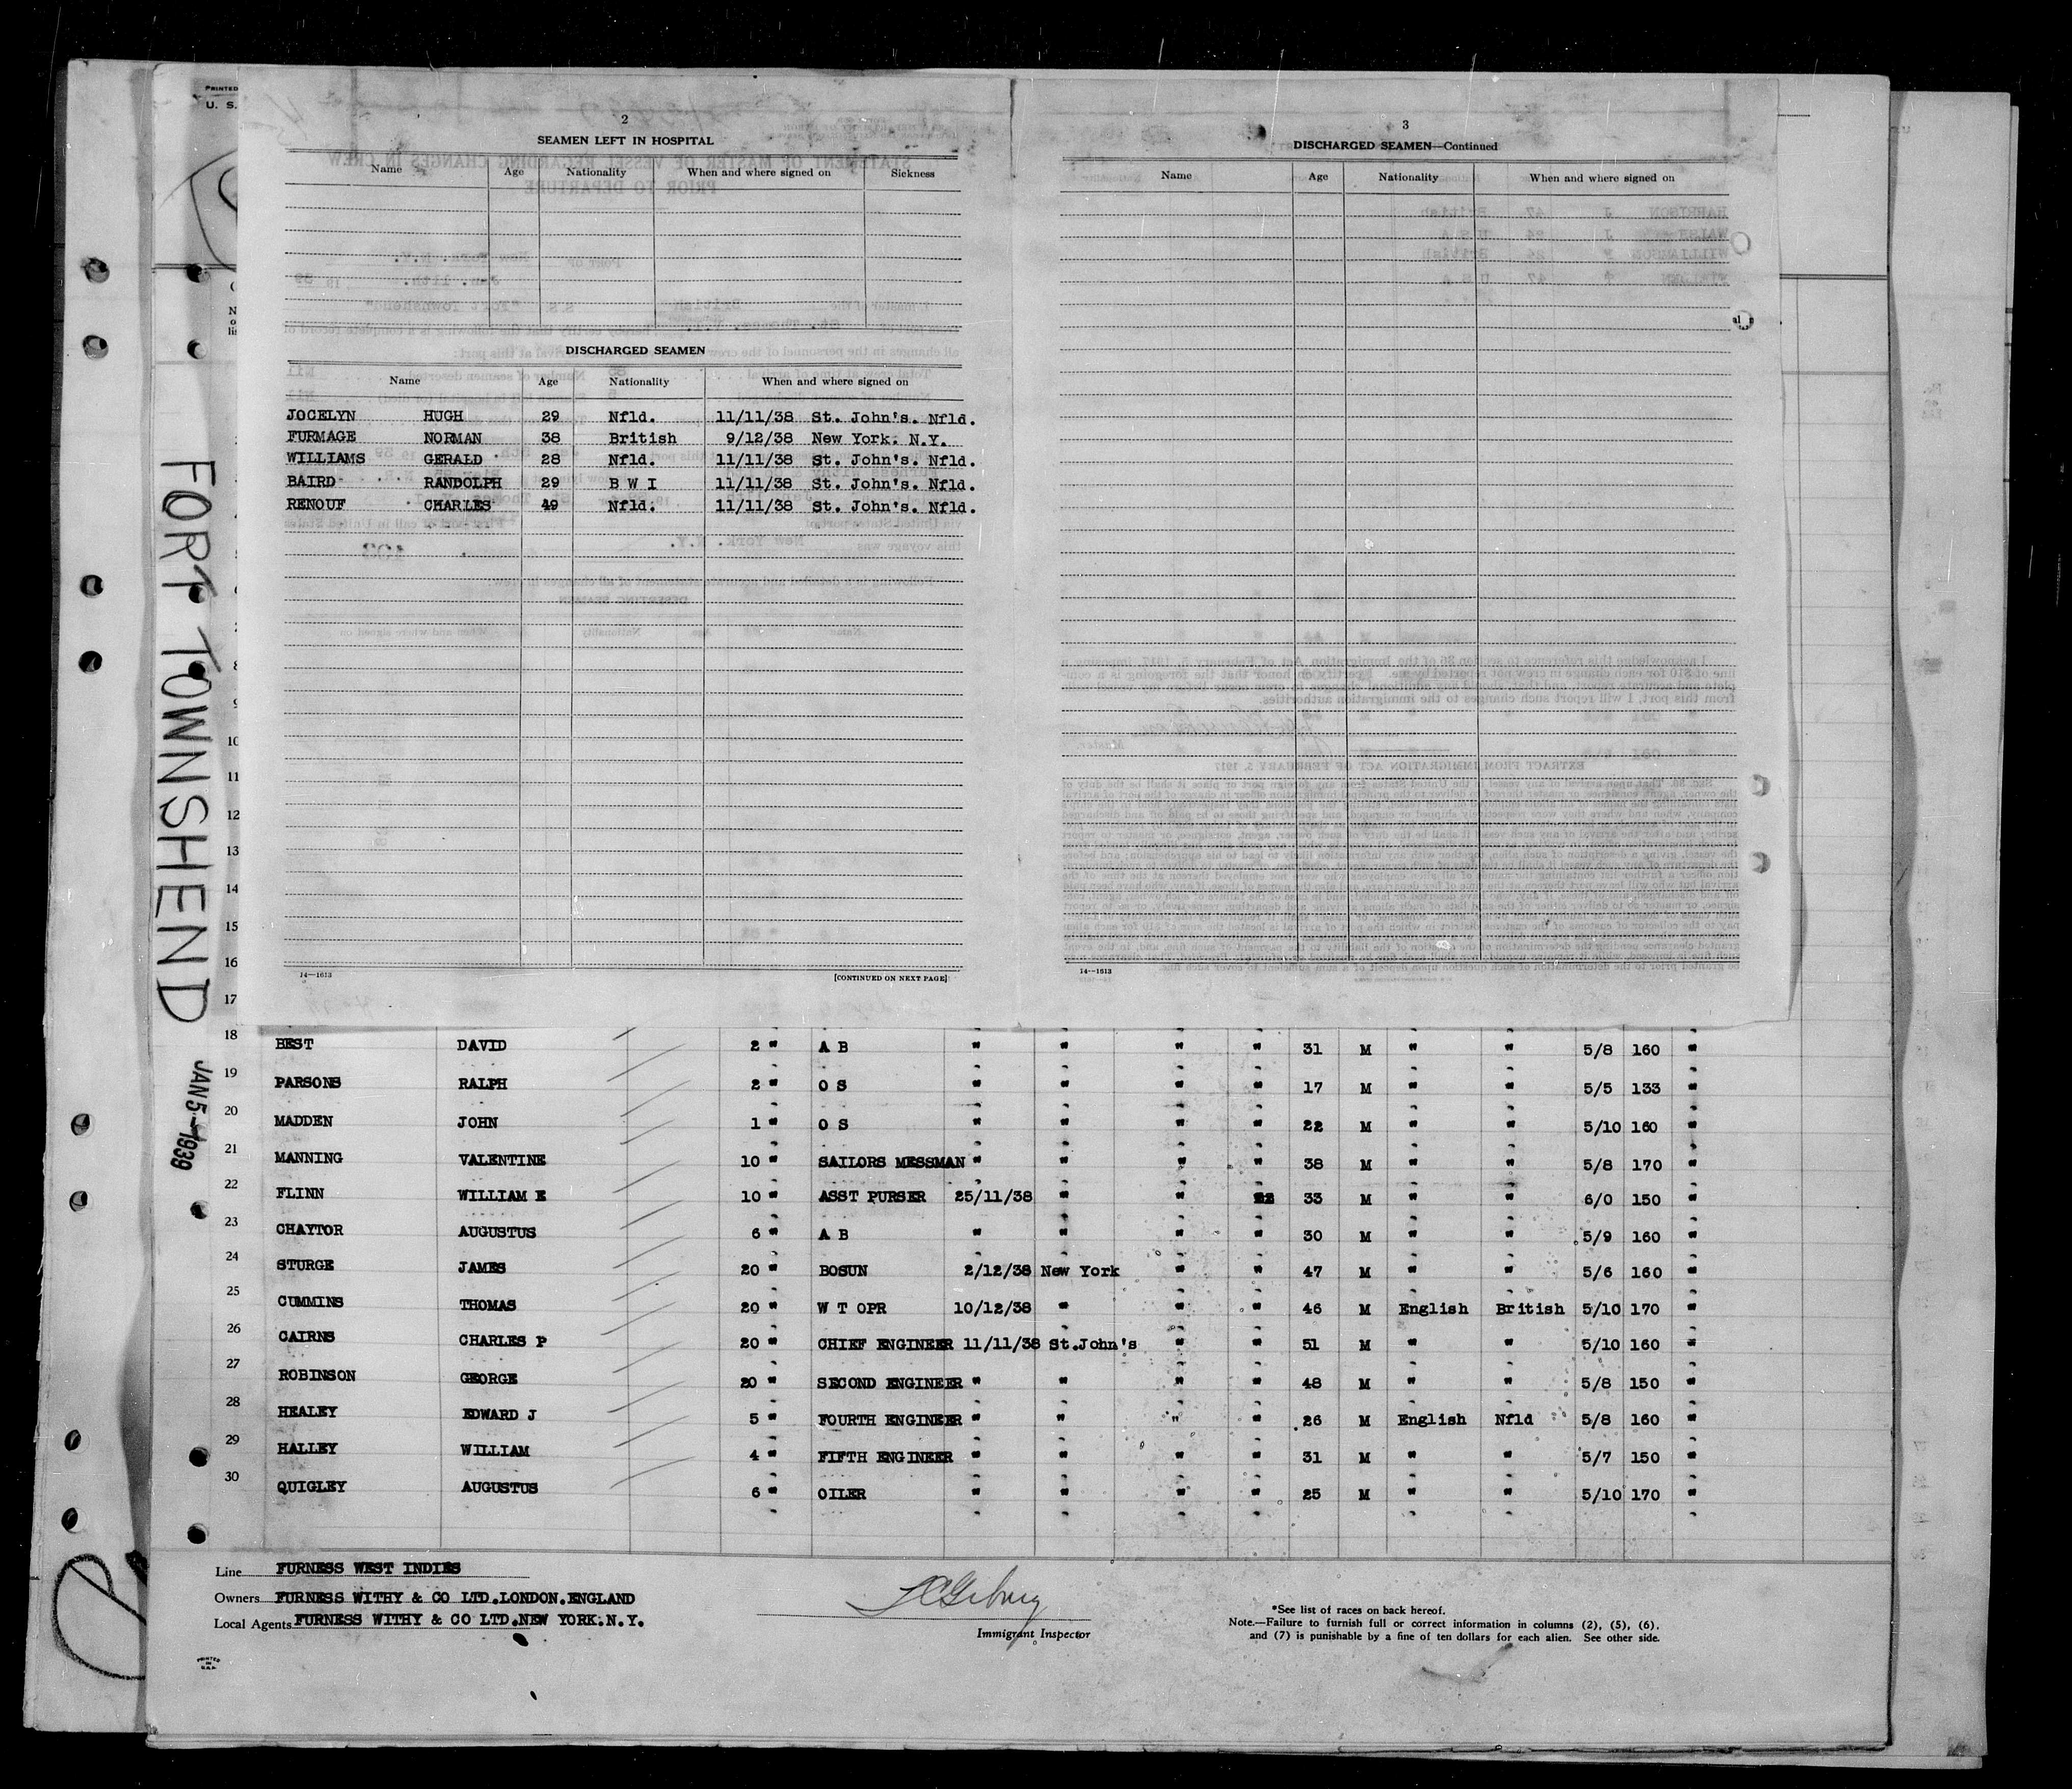 PRINTED
U. S.
FORT TOWNSHEND
JAN 5 - 1939
2
SEAMEN LEFT IN HOSPITAL
Name Age Nationality When and where signed on Sickness
DISCHARGED SEAMEN
Name Age Nationality When and where signed on
JOCELYN HUGH 29 Nfld. 11/11/38 St. John's. Nfld.
FURMAGE NORMAN 38 British 9/12/38 New York. N.Y.
WILLIAMS GERALD 28 Nfld. 11/11/38 St. John's. Nfld.
BAIRD RANDOLPH 29 B W I 11/11/38 St. John's. Nfld.
RENOUF CHARLES 49 Nfld. 11/11/38 St. John's. Nfld.
14—1613 [CONTINUED ON NEXT PAGE]
3
DISCHARGED SEAMEN—Continued
Name Age Nationality When and where signed on
14—1613
8
9
10
11
12
13
14
15
16
17
18 BEST DAVID 2 " A B " " " " 31 M " " 5/8 160 "
19 PARSONS RALPH 2 " O S " " " " 17 M " " 5/5 133 "
20 MADDEN JOHN 1 " O S " " " " 22 M " " 5/10 160 "
21 MANNING VALENTINE 10 " SAILORS MESSMAN " " " " 38 M " " 5/8 170 "
22 FLINN WILLIAM E 10 " ASST PURSER 25/11/38 " " 33 M " " 6/0 150 "
23 CHAYTOR AUGUSTUS 6 " A B " " " " 30 M " " 5/9 160 "
24 STURGE JAMES 20 " BOSUN 2/12/38 New York " " 47 M " " 5/6 160 "
25 CUMMINS THOMAS 20 " W T OPR 10/12/38 " " " 46 M English British 5/10 170 "
26 CAIRNS CHARLES P 20 " CHIEF ENGINEER 11/11/38 St.John's " " 51 M " " 5/10 160 "
27 ROBINSON GEORGE 20 " SECOND ENGINEER " " " " 48 M " " 5/8 150 "
28 HEALEY EDWARD J 5 " FOURTH ENGINEER " " " " 26 M English Nfld 5/8 160 "
29 HALLEY WILLIAM 4 " FIFTH ENGINEER " " " " 31 M " " 5/7 150 "
30 QUIGLEY AUGUSTUS 6 " OILER " " " " 25 M " " 5/10 170 "
Line FURNESS WEST INDIES
Owners FURNESS WITHY & CO LTD.LONDON.ENGLAND
Local Agents FURNESS WITHY & CO LTD.NEW YORK.N.Y.
Immigrant Inspector
*See list of races on back hereof.
Note.—Failure to furnish full or correct information in columns (2), (5), (6),
and (7) is punishable by a fine of ten dollars for each alien. See other side.
PRINTED
IN
U.S.A.